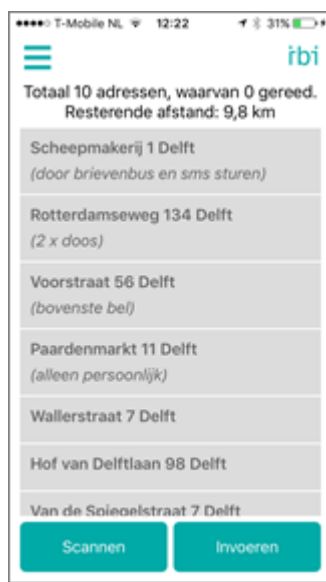 T-Mobile NL 12:22 31%
rbi
Totaal 10 adressen, waarvan 0 gereed.
Resterende afstand: 9,8 km
Scheepmakerij 1 Delft
(door brievenbus en sms sturen)
Rotterdamseweg 134 Delft
(2 x doos)
Voorstraat 56 Delft
(bovenste bel)
Paardenmarkt 11 Delft
(alleen persoonlijk)
Wallerstraat 7 Delft
Hof van Delftlaan 98 Delft
Van de Spiegelstraat 7 Delft
Scannen Invoeren